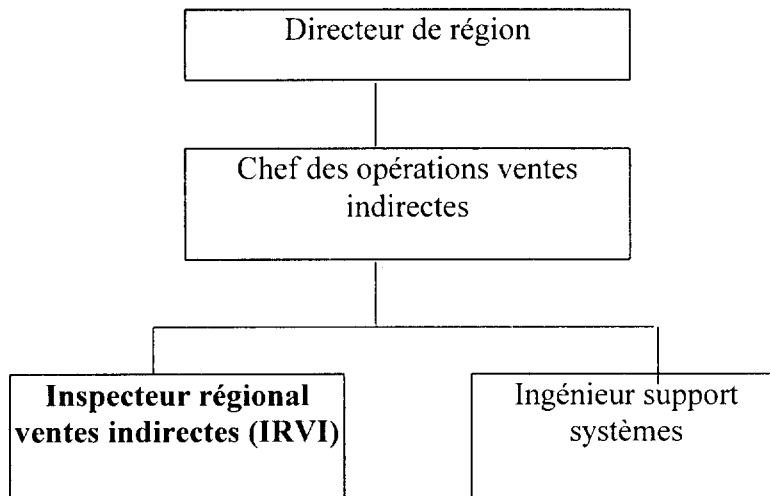 Directeur de région
Chef des opérations ventes
indirectes
Inspecteur régional
ventes indirectes (IRVI)
Ingénieur support
systèmes